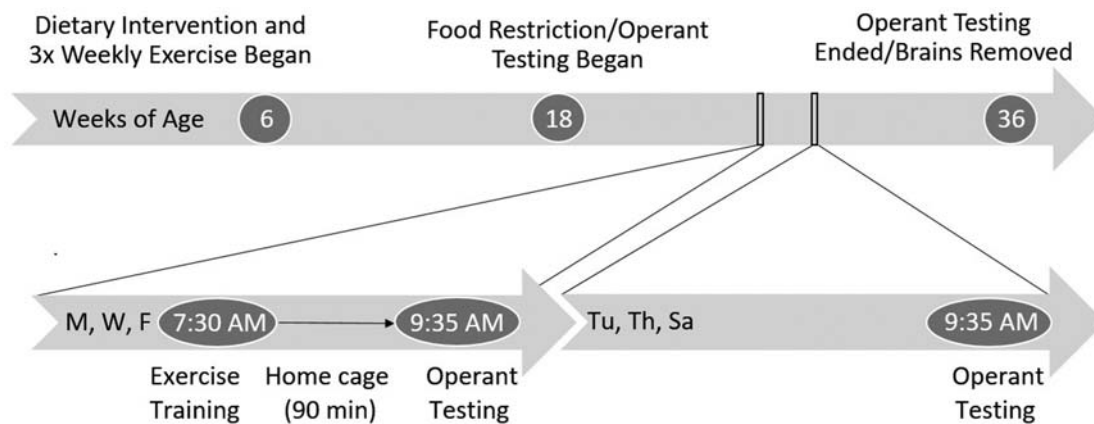 Dietary Intervention and
3x Weekly Exercise Began
Food Restriction/Operant
Testing Began
Operant Testing
Ended/Brains Removed
Weeks of Age
6
18
36
M, W, F
7:30 AM
9:35 AM
Tu, Th, Sa
9:35 AM
Exercise
Training
Home cage
(90 min)
Operant
Testing
Operant
Testing